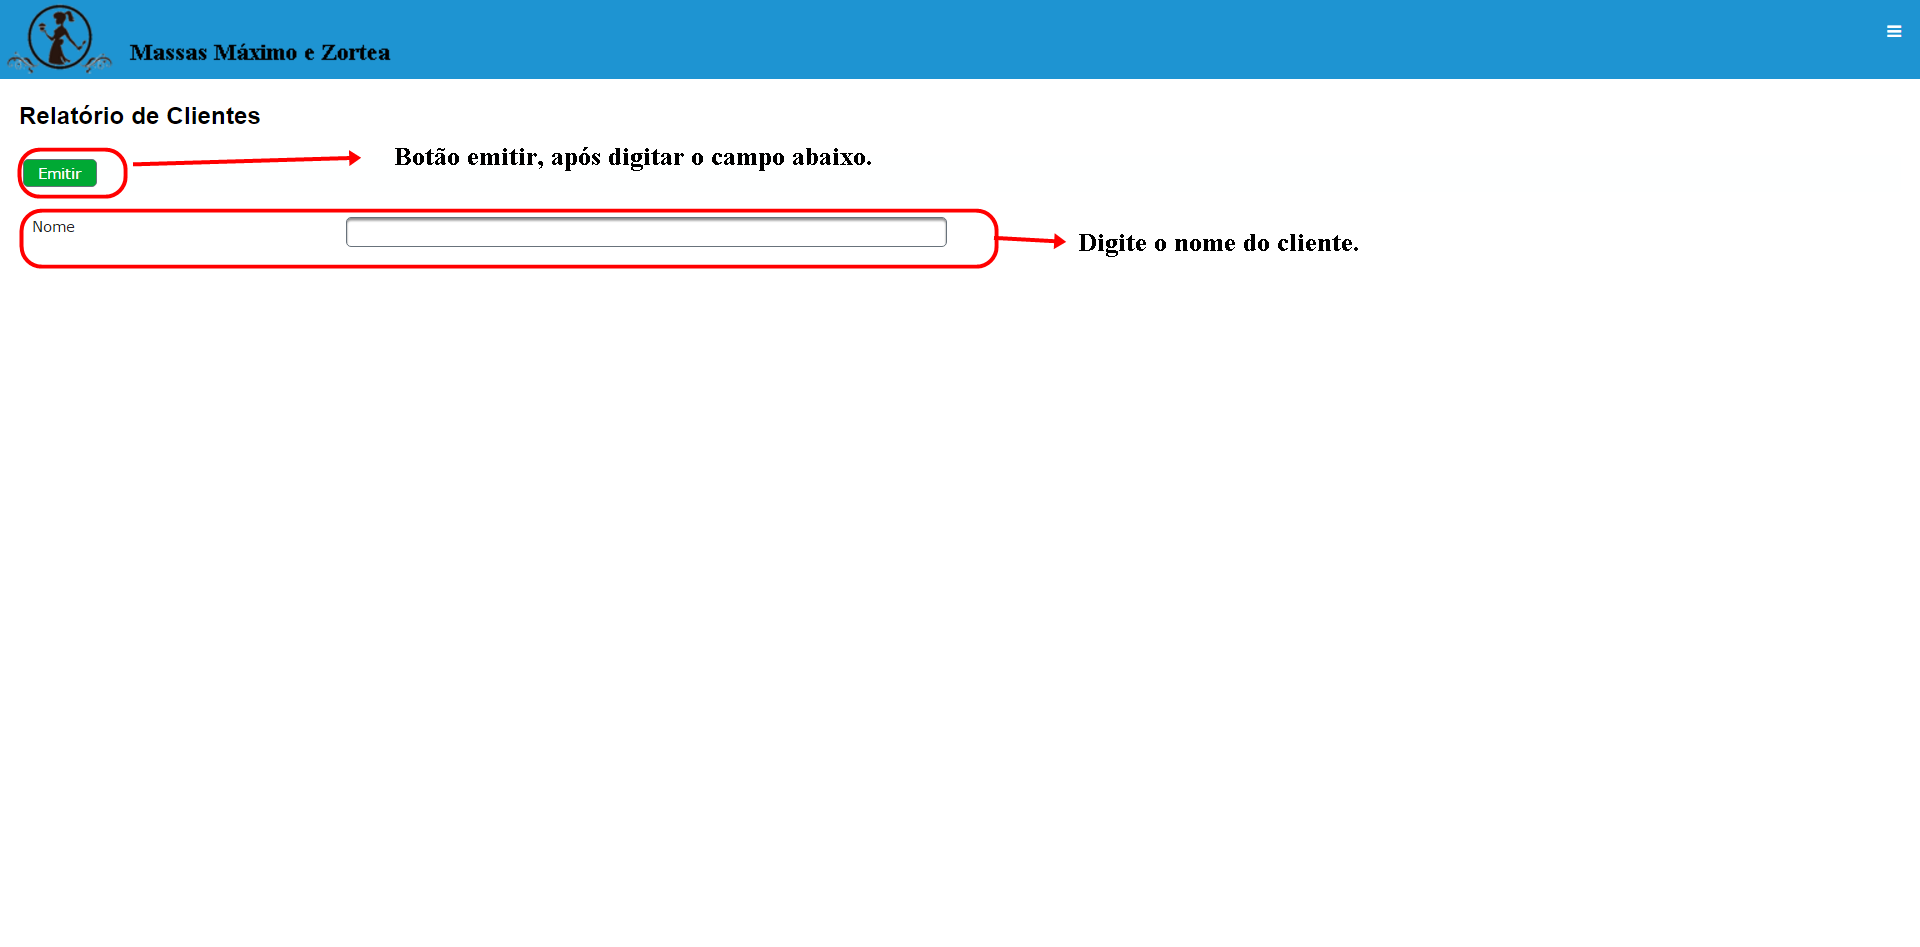 Massas Máximo e Zortea
Relatório de Clientes
Emitir
Botão emitir, após digitar o campo abaixo.
Nome
Digite o nome do cliente.